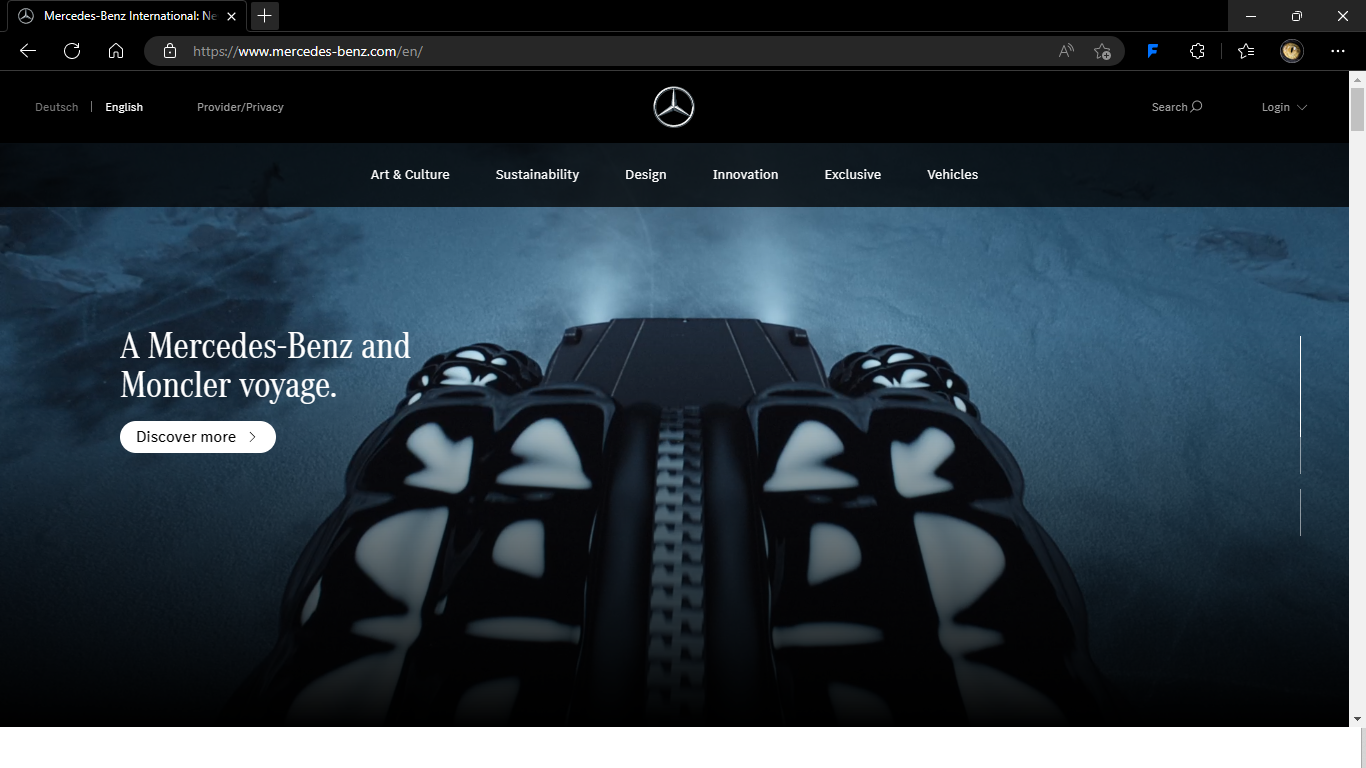 Mercedes-Benz International: Ne
https://www.mercedes-benz.com/en/
Deutsch | English Provider/Privacy Search Login
Art & Culture Sustainability Design Innovation Exclusive Vehicles
A Mercedes-Benz and
Moncler voyage.
Discover more